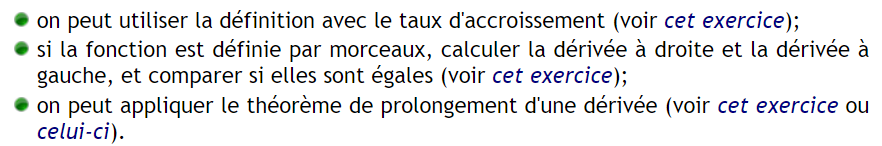 on peut utiliser la définition avec le taux d'accroissement (voir cet exercice);
si la fonction est définie par morceaux, calculer la dérivée à droite et la dérivée à
gauche, et comparer si elles sont égales (voir cet exercice);
on peut appliquer le théorème de prolongement d'une dérivée (voir cet exercice ou
celui-ci).